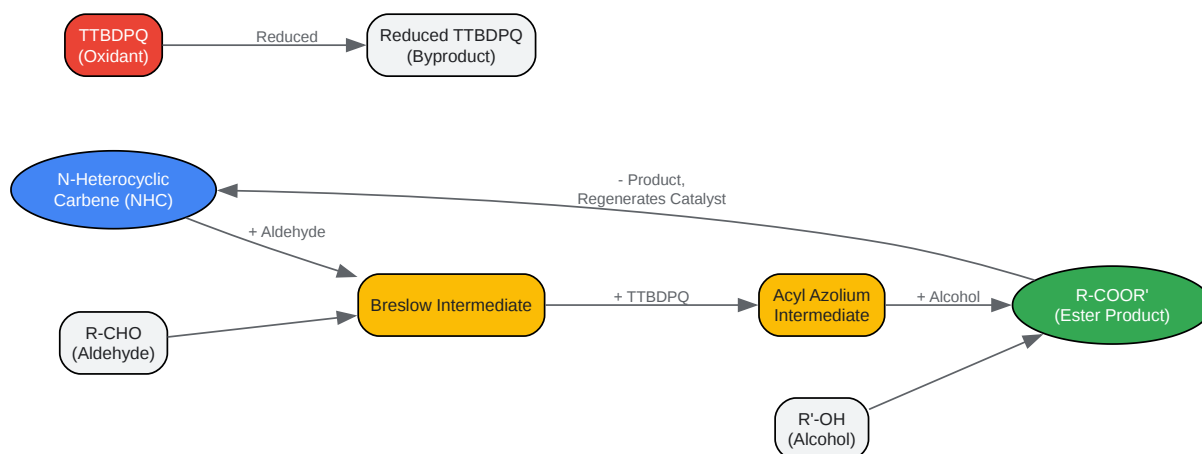 TTBDPQ
(Oxidant)
Reduced
Reduced TTBDPQ
(Byproduct)
N-Heterocyclic
Carbene (NHC)
- Product,
Regenerates Catalyst
+ Aldehyde
Breslow Intermediate
+ TTBDPQ
Acyl Azolium
Intermediate
+ Alcohol
R-COOR'
(Ester Product)
R-CHO
(Aldehyde)
R'-OH
(Alcohol)